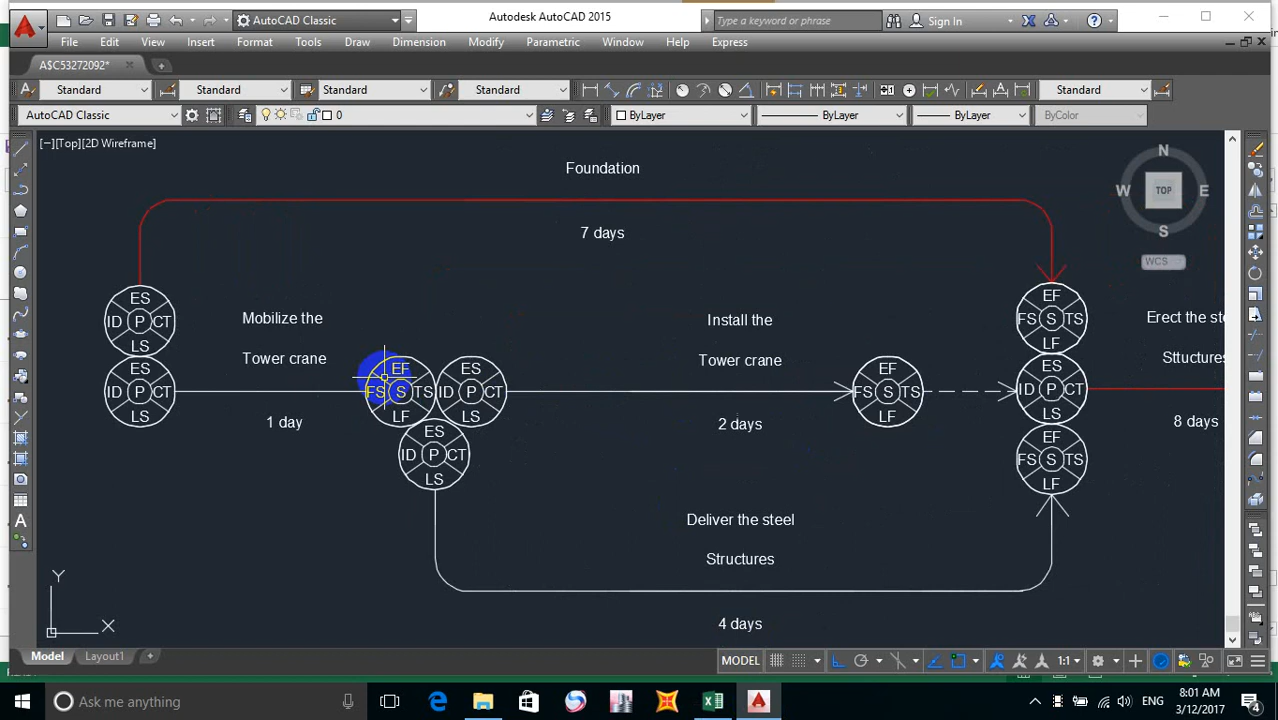 AutoCAD Classic
Autodesk AutoCAD 2015
Type a keyword or phrase
Sign In
File Edit View Insert Format Tools Draw Dimension Modify Parametric Window Help Express
A$C53272092*
Standard Standard Standard Standard Standard
AutoCAD Classic 0 ByLayer ByLayer ByLayer ByColor
[−][Top][2D Wireframe]
N
W TOP E
S
WCS
Foundation
7 days
ES
ID P CT
LS
ES
ID P CT
LS
Mobilize the
Tower crane
1 day
EF
FS S TS
LF
ES
ID P CT
LS
ES
ID P CT
LS
Install the
Tower crane
2 days
EF
FS S TS
LF
EF
FS S TS
LF
ES
ID P CT
LS
EF
FS S TS
LF
Erect the ste
Sttuctures
8 days
Deliver the steel
Structures
4 days
Y
X
Model Layout1
MODEL 1:1
Ask me anything
ENG
8:01 AM
3/12/2017
4